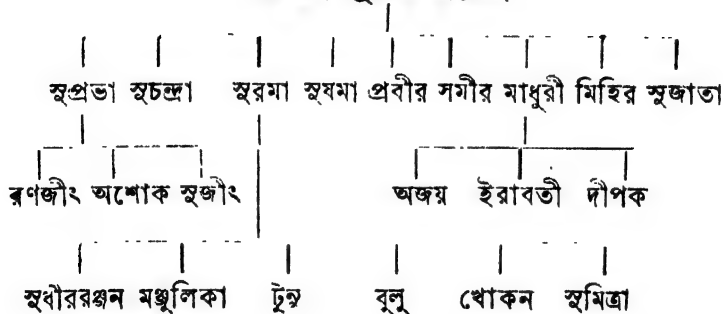 সুপ্রভা সুচন্দ্রা সুরমা সুষমা প্রবীর সমীর মাধুরী মিহির সুজাতা
রণজীৎ অশোক সুজীৎ অজয় ইরাবতী দীপক
সুধীররঞ্জন মঞ্জুলিকা টুনু বুলু খোকন সুমিত্রা